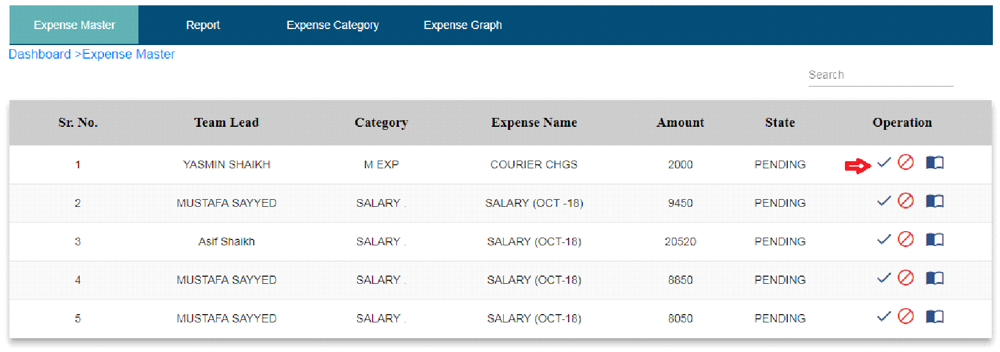 Expense Master Report Expense Category Expense Graph
Dashboard >Expense Master
Search
Sr. No. Team Lead Category Expense Name Amount State Operation
1 YASMIN SHAIKH M EXP COURIER CHGS 2000 PENDING
2 MUSTAFA SAYYED SALARY . SALARY (OCT -18) 9450 PENDING
3 Asif Shaikh SALARY . SALARY (OCT-18) 20520 PENDING
4 MUSTAFA SAYYED SALARY . SALARY (OCT-18) 8850 PENDING
5 MUSTAFA SAYYED SALARY . SALARY (OCT-18) 8050 PENDING